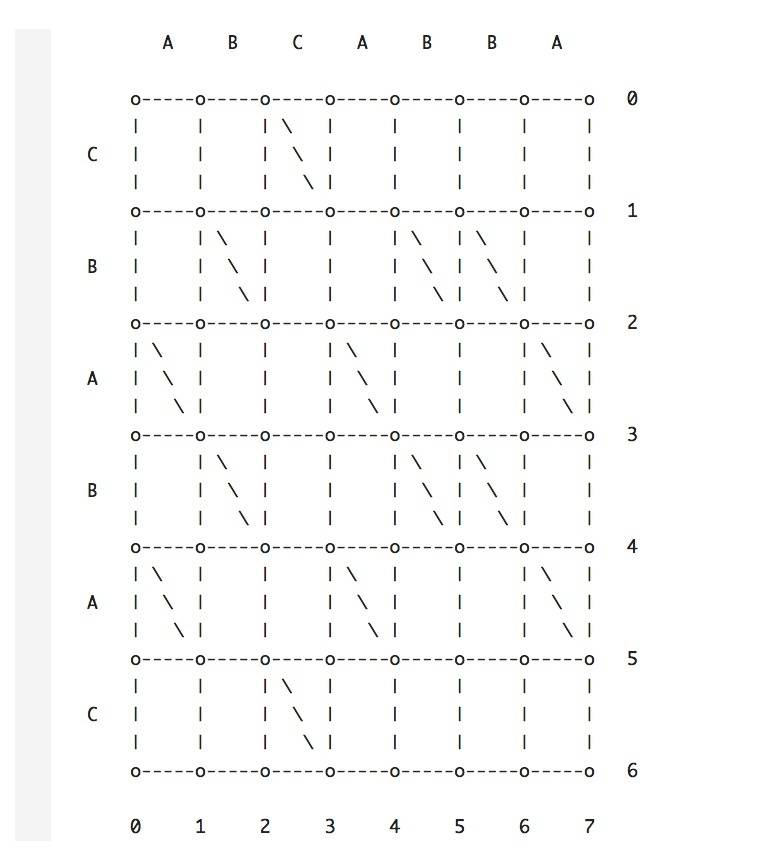 A B C A B B A
o-----o-----o-----o-----o-----o-----o-----o 0
|     |     | \   |     |     |     |     |
C |     |     |  \  |     |     |     |     |
|     |     |   \ |     |     |     |     |
o-----o-----o-----o-----o-----o-----o-----o 1
|     | \   |     |     | \   | \   |     |
B |     |  \  |     |     |  \  |  \  |     |
|     |   \ |     |     |   \ |   \ |     |
o-----o-----o-----o-----o-----o-----o-----o 2
| \   |     |     | \   |     |     | \   |
A |  \  |     |     |  \  |     |     |  \  |
|   \ |     |     |   \ |     |     |   \ |
o-----o-----o-----o-----o-----o-----o-----o 3
|     | \   |     |     | \   | \   |     |
B |     |  \  |     |     |  \  |  \  |     |
|     |   \ |     |     |   \ |   \ |     |
o-----o-----o-----o-----o-----o-----o-----o 4
| \   |     |     | \   |     |     | \   |
A |  \  |     |     |  \  |     |     |  \  |
|   \ |     |     |   \ |     |     |   \ |
o-----o-----o-----o-----o-----o-----o-----o 5
|     |     | \   |     |     |     |     |
C |     |     |  \  |     |     |     |     |
|     |     |   \ |     |     |     |     |
o-----o-----o-----o-----o-----o-----o-----o 6
0 1 2 3 4 5 6 7